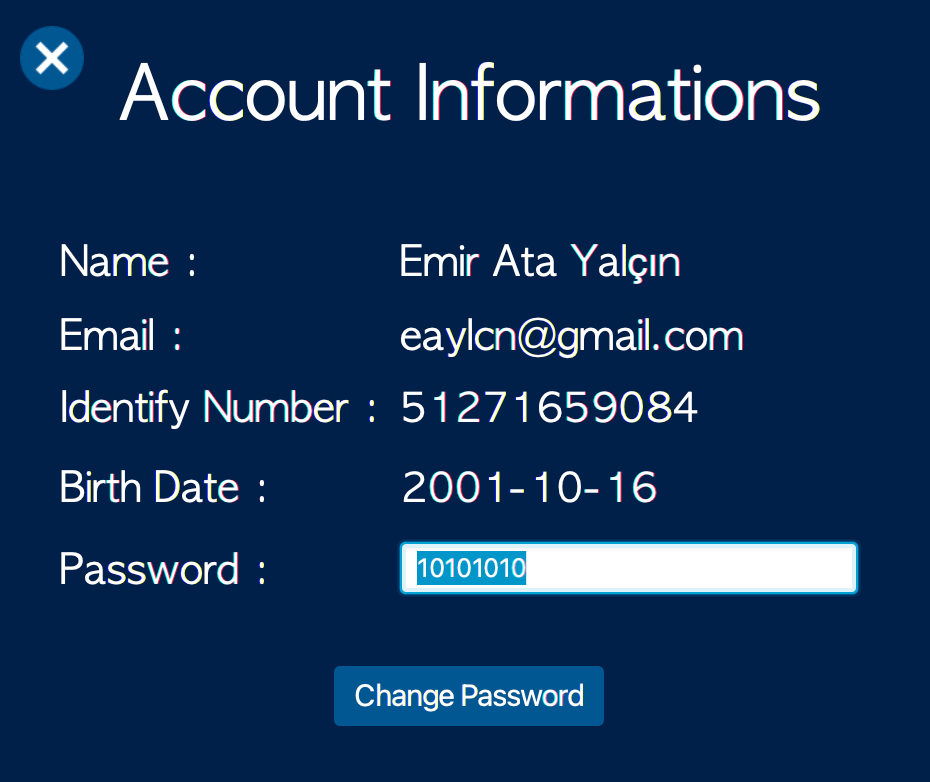 Account Informations
Name : Emir Ata Yalçın
Email : eaylcn@gmail.com
Identify Number : 51271659084
Birth Date : 2001-10-16
Password : 10101010
Change Password